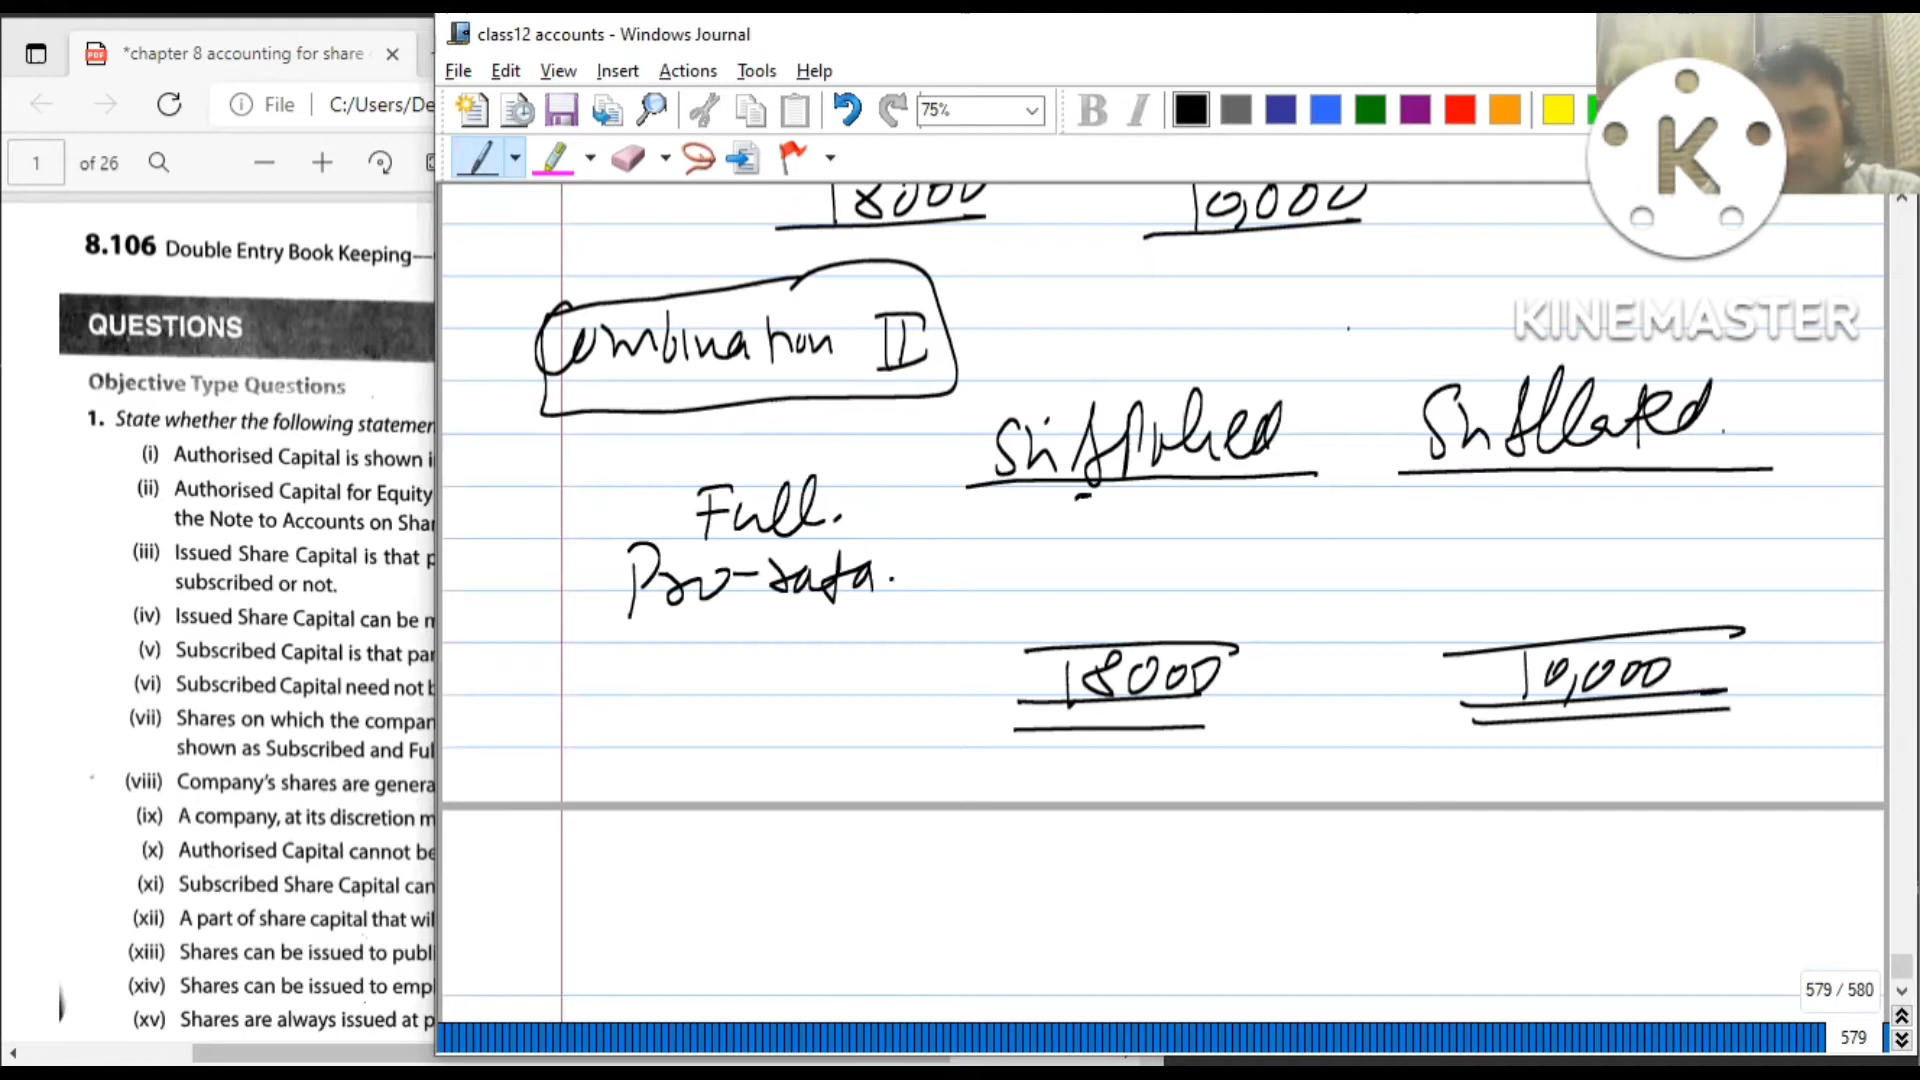 class12 accounts - Windows Journal
*chapter 8 accounting for share
File Edit View Insert Actions Tools Help
File C:/Users/De
75%
B I
K
1 of 26
8.106 Double Entry Book Keeping—
QUESTIONS
Objective Type Questions
1. State whether the following statemen
(i) Authorised Capital is shown i
(ii) Authorised Capital for Equity
the Note to Accounts on Shar
(iii) Issued Share Capital is that p
subscribed or not.
(iv) Issued Share Capital can be m
(v) Subscribed Capital is that par
(vi) Subscribed Capital need not b
(vii) Shares on which the compan
shown as Subscribed and Ful
(viii) Company's shares are genera
(ix) A company, at its discretion m
(x) Authorised Capital cannot be
(xi) Subscribed Share Capital can
(xii) A part of share capital that wil
(xiii) Shares can be issued to publi
(xiv) Shares can be issued to empl
(xv) Shares are always issued at p
18000 10,000
KINEMASTER
Combination II
Sh Applied Sh Alloted.
Full.
Pro-rata.
18000 10,000
579 / 580
579